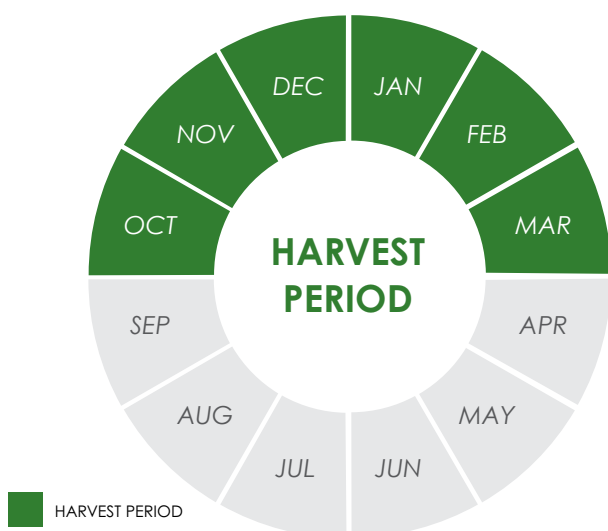 DEC
JAN
NOV
FEB
OCT
MAR
HARVEST
PERIOD
SEP
APR
AUG
MAY
JUL
JUN
HARVEST PERIOD